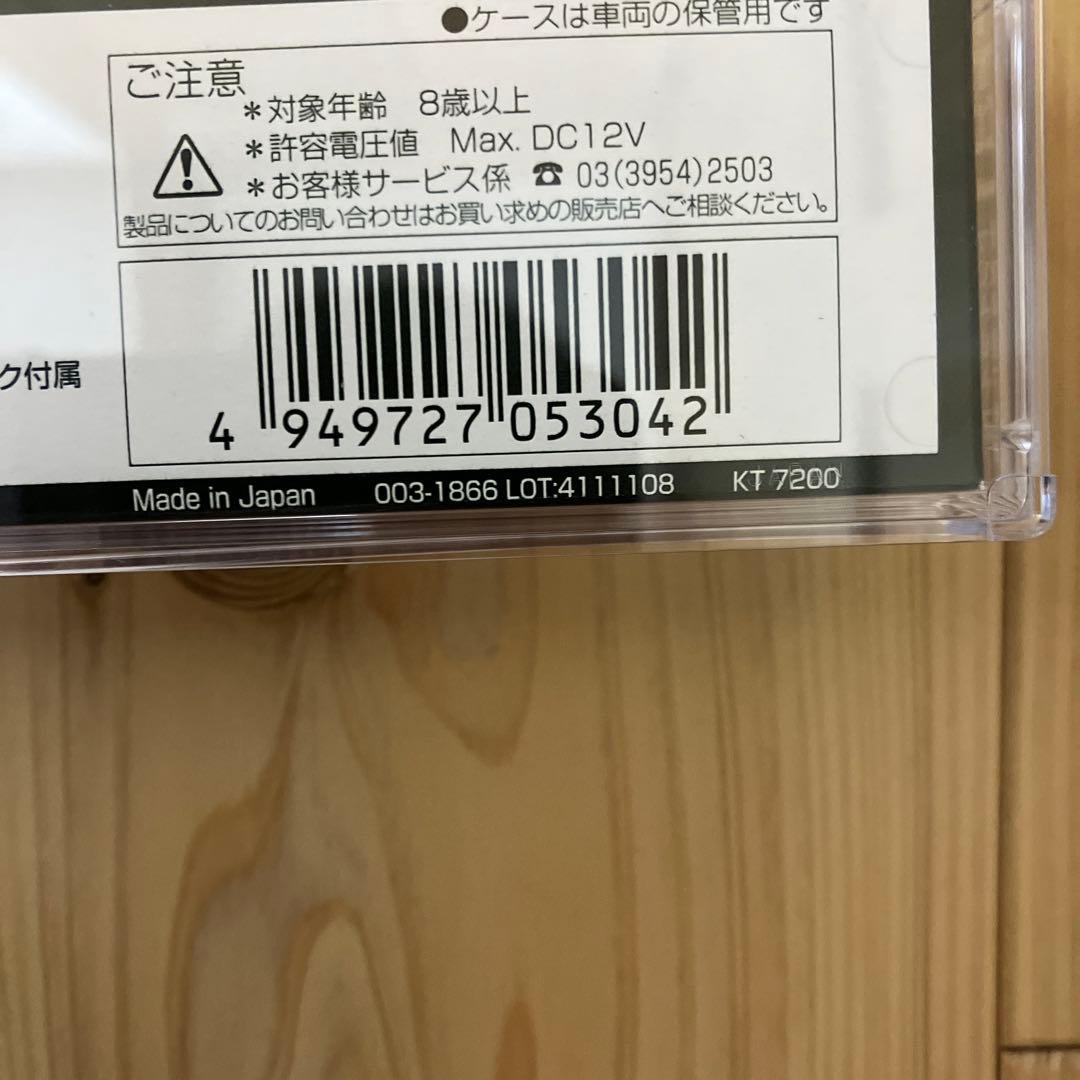 ●ケースは車両の保管用です
ご注意
＊対象年齢　8歳以上
＊許容電圧値　Max. DC12V
＊お客様サービス係　☎ 03(3954)2503
製品についてのお問い合わせはお買い求めの販売店へご相談ください。
ク付属
4 949727 053042
Made in Japan　003-1866 LOT:4111108　KT 7200